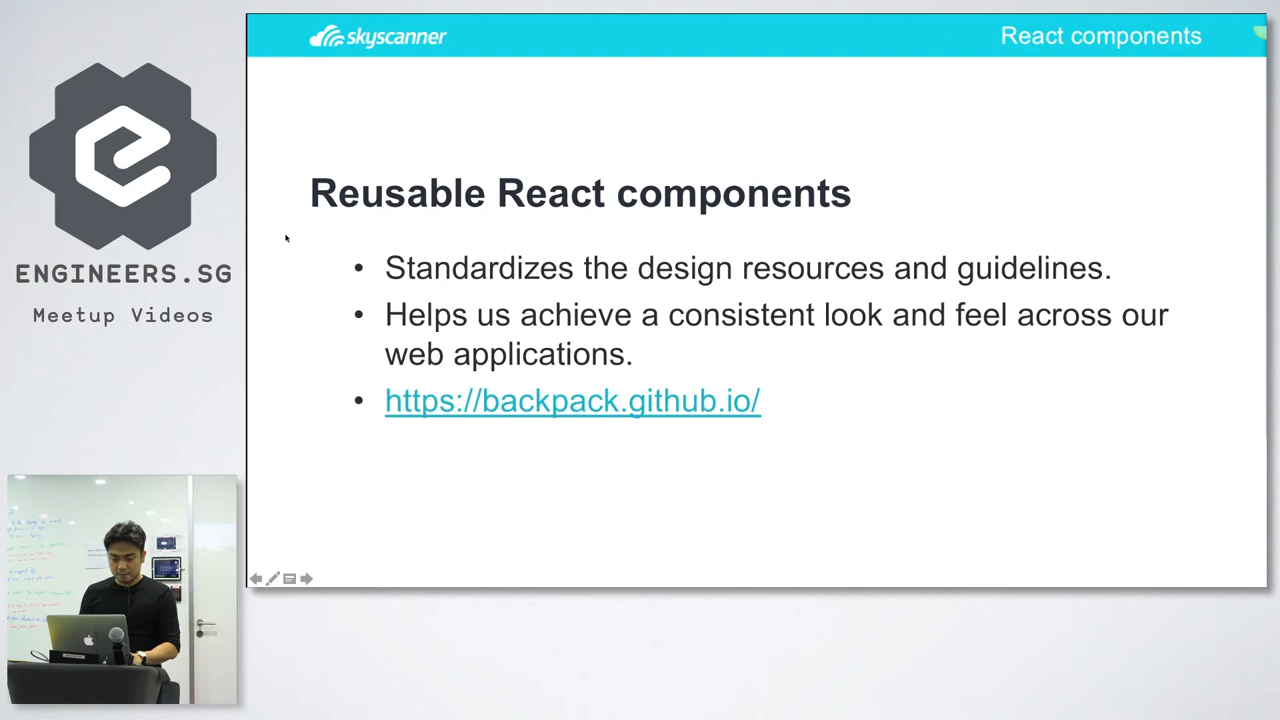 skyscanner
React components
ENGINEERS.SG
Meetup Videos
Reusable React components
• Standardizes the design resources and guidelines.
• Helps us achieve a consistent look and feel across our
web applications.
• https://backpack.github.io/